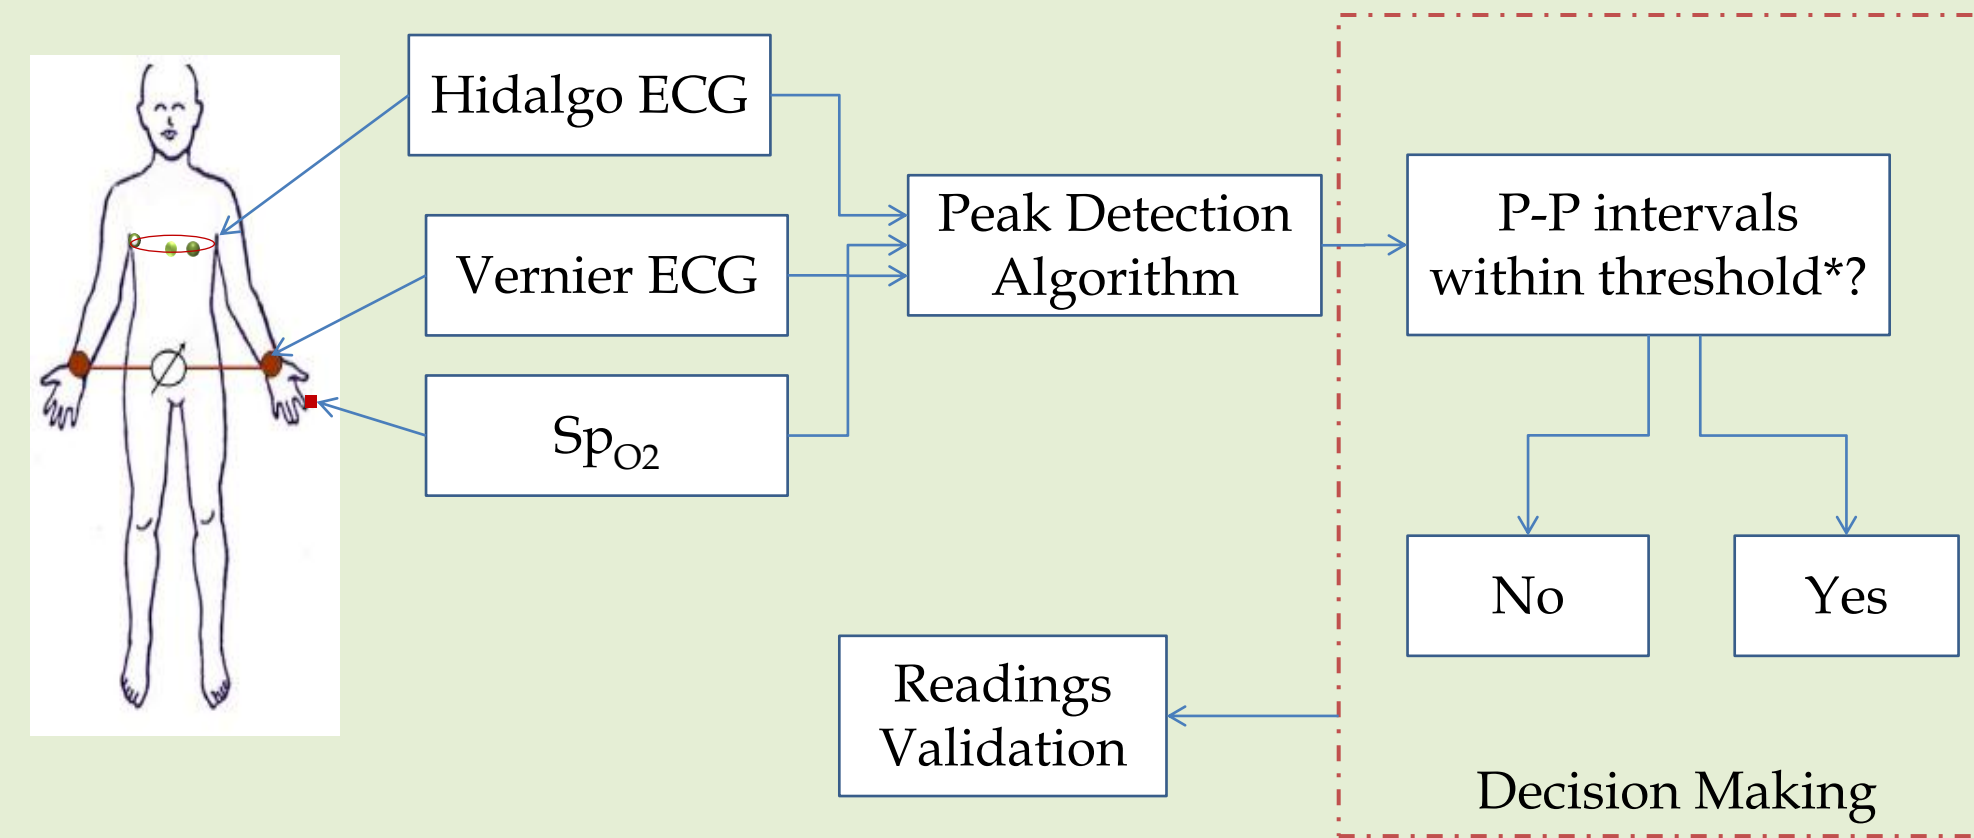 Hidalgo ECG
Vernier ECG
SpO2
Peak Detection
Algorithm
P-P intervals
within threshold*?
No
Yes
Readings
Validation
Decision Making